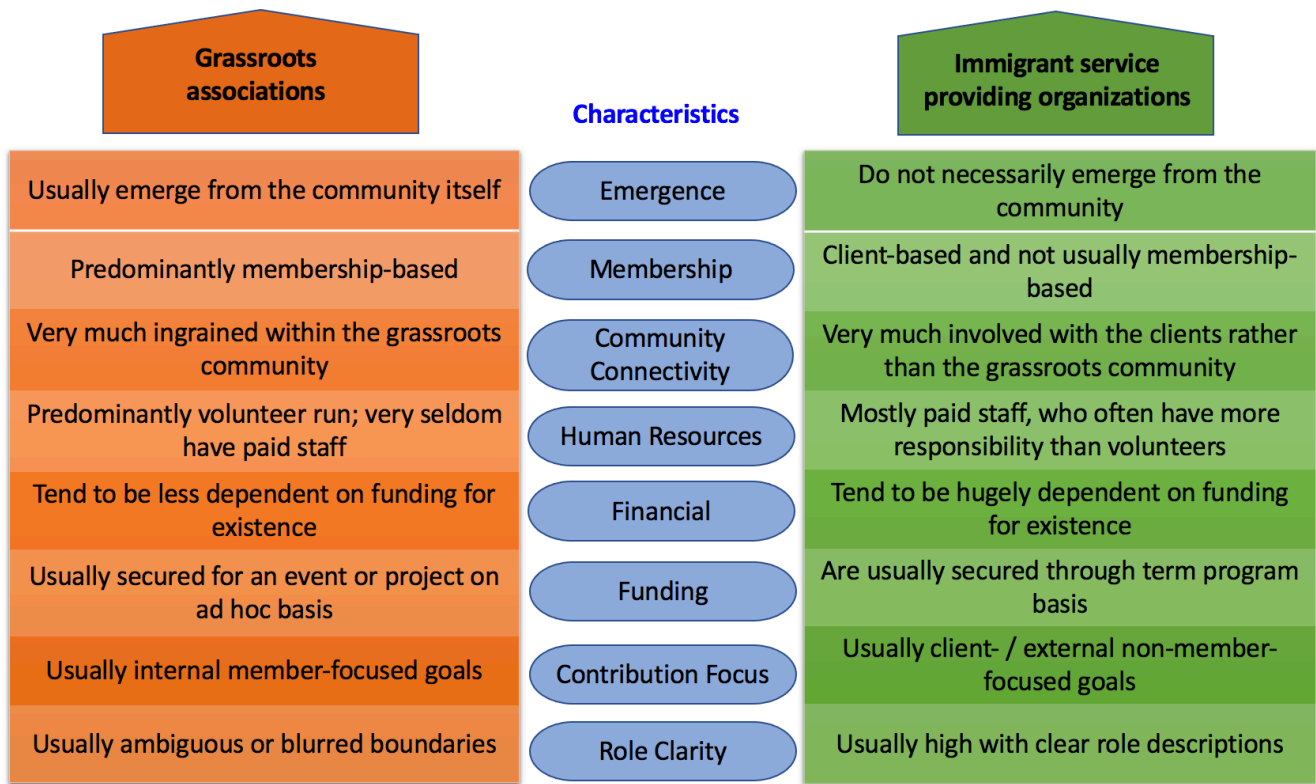 Grassroots
associations
Characteristics
Immigrant service
providing organizations
Usually emerge from the community itself
Emergence
Do not necessarily emerge from the
community
Predominantly membership-based
Membership
Client-based and not usually membership-
based
Very much ingrained within the grassroots
community
Community
Connectivity
Very much involved with the clients rather
than the grassroots community
Predominantly volunteer run; very seldom
have paid staff
Human Resources
Mostly paid staff, who often have more
responsibility than volunteers
Tend to be less dependent on funding for
existence
Financial
Tend to be hugely dependent on funding
for existence
Usually secured for an event or project on
ad hoc basis
Funding
Are usually secured through term program
basis
Usually internal member-focused goals
Contribution Focus
Usually client- / external non-member-
focused goals
Usually ambiguous or blurred boundaries
Role Clarity
Usually high with clear role descriptions